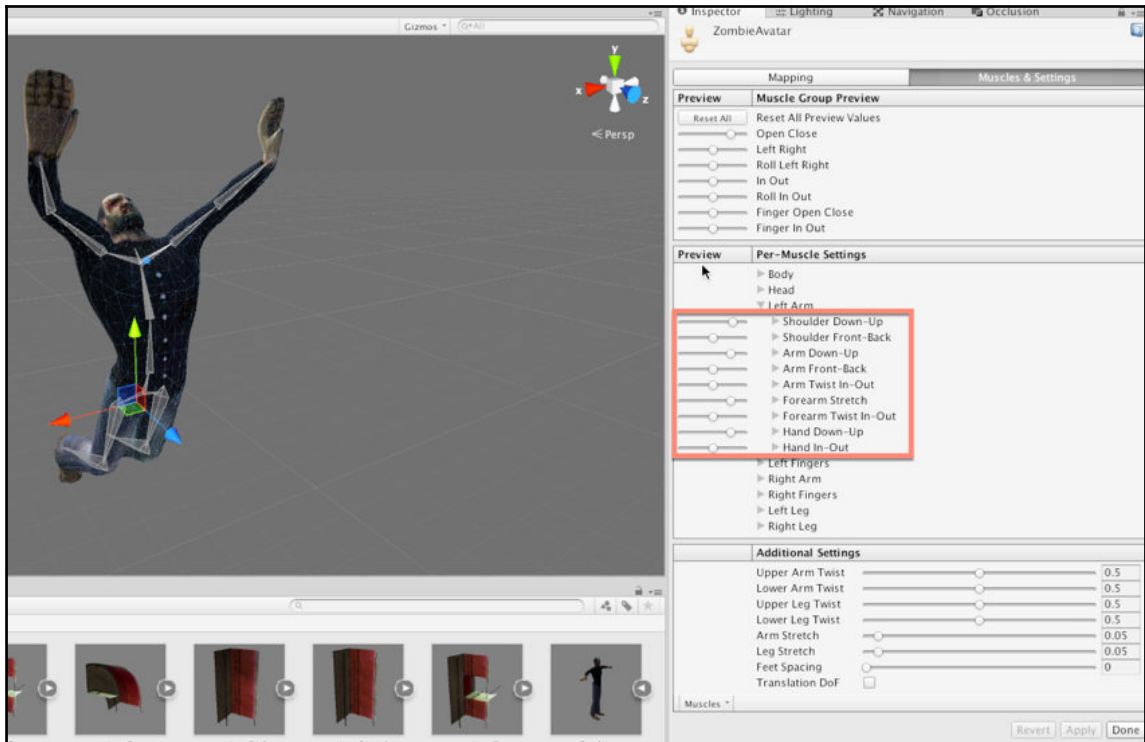 Inspector Lighting Navigation Occlusion
Gizmos All
ZombieAvatar
y
x z
Persp
Mapping Muscles & Settings
Preview Muscle Group Preview
Reset All Reset All Preview Values
Open Close
Left Right
Roll Left Right
In Out
Roll In Out
Finger Open Close
Finger In Out
Preview Per-Muscle Settings
Body
Head
Left Arm
Shoulder Down-Up
Shoulder Front-Back
Arm Down-Up
Arm Front-Back
Arm Twist In-Out
Forearm Stretch
Forearm Twist In-Out
Hand Down-Up
Hand In-Out
Left Fingers
Right Arm
Right Fingers
Left Leg
Right Leg
Additional Settings
Upper Arm Twist 0.5
Lower Arm Twist 0.5
Upper Leg Twist 0.5
Lower Leg Twist 0.5
Arm Stretch 0.05
Leg Stretch 0.05
Feet Spacing 0
Translation DoF
Muscles
Revert Apply Done